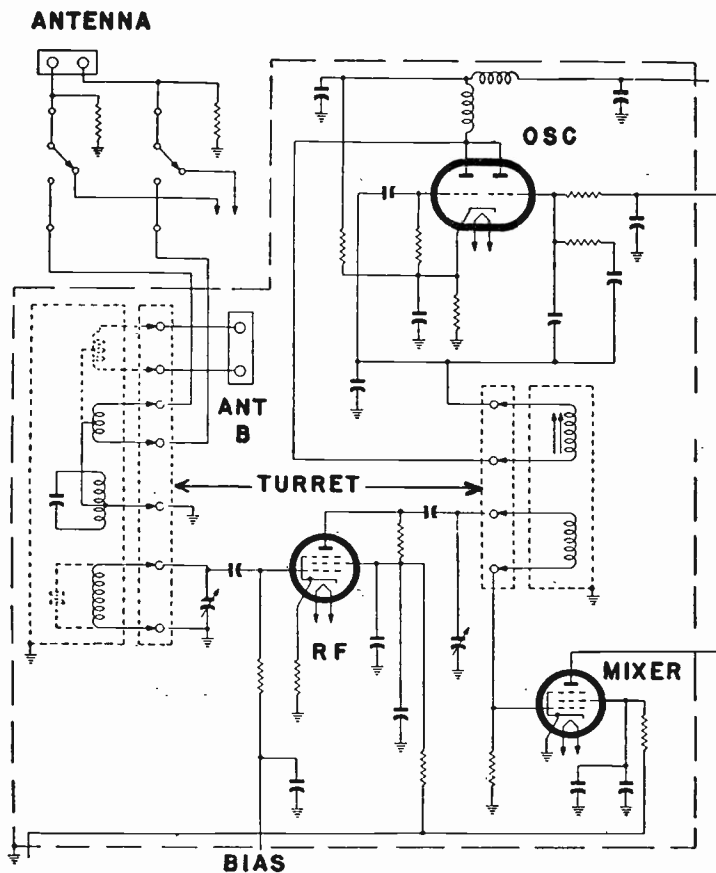 ANTENNA
OSC
ANT
B
TURRET
RF
MIXER
BIAS